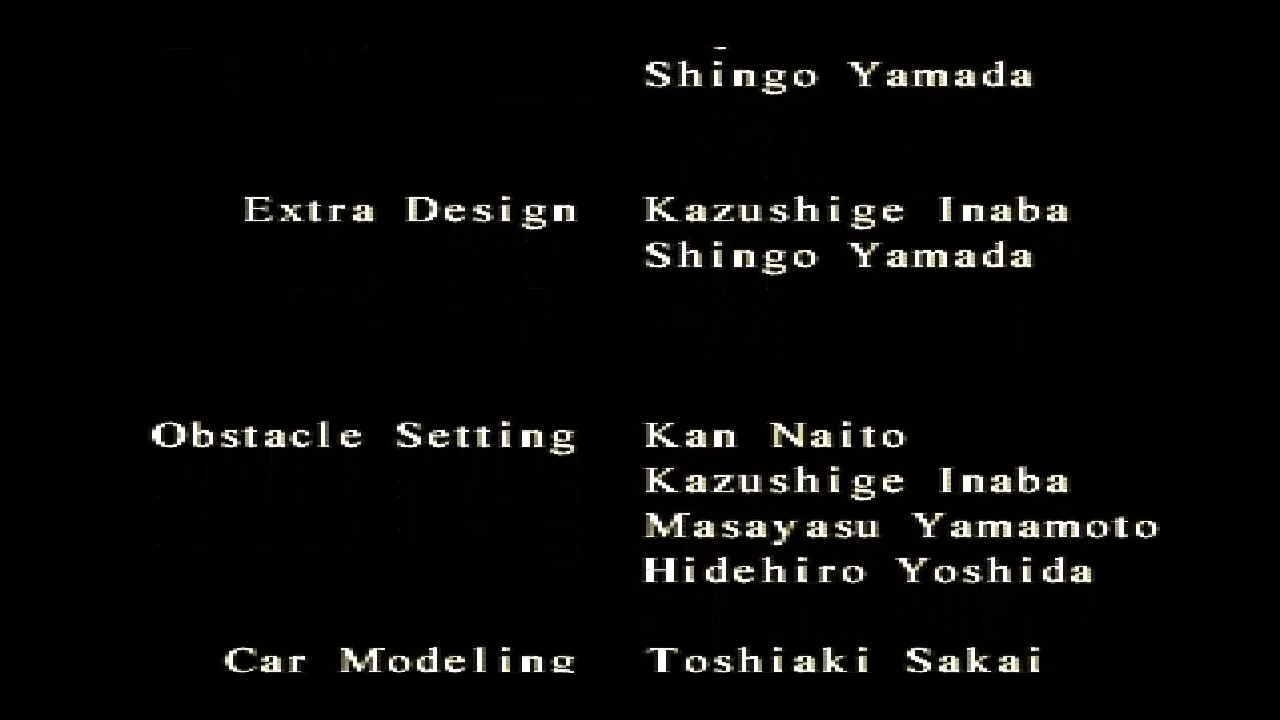 Shingo Yamada
Extra Design Kazushige Inaba
Shingo Yamada
Obstacle Setting Kan Naito
Kazushige Inaba
Masayasu Yamamoto
Hidehiro Yoshida
Car Modeling Toshiaki Sakai